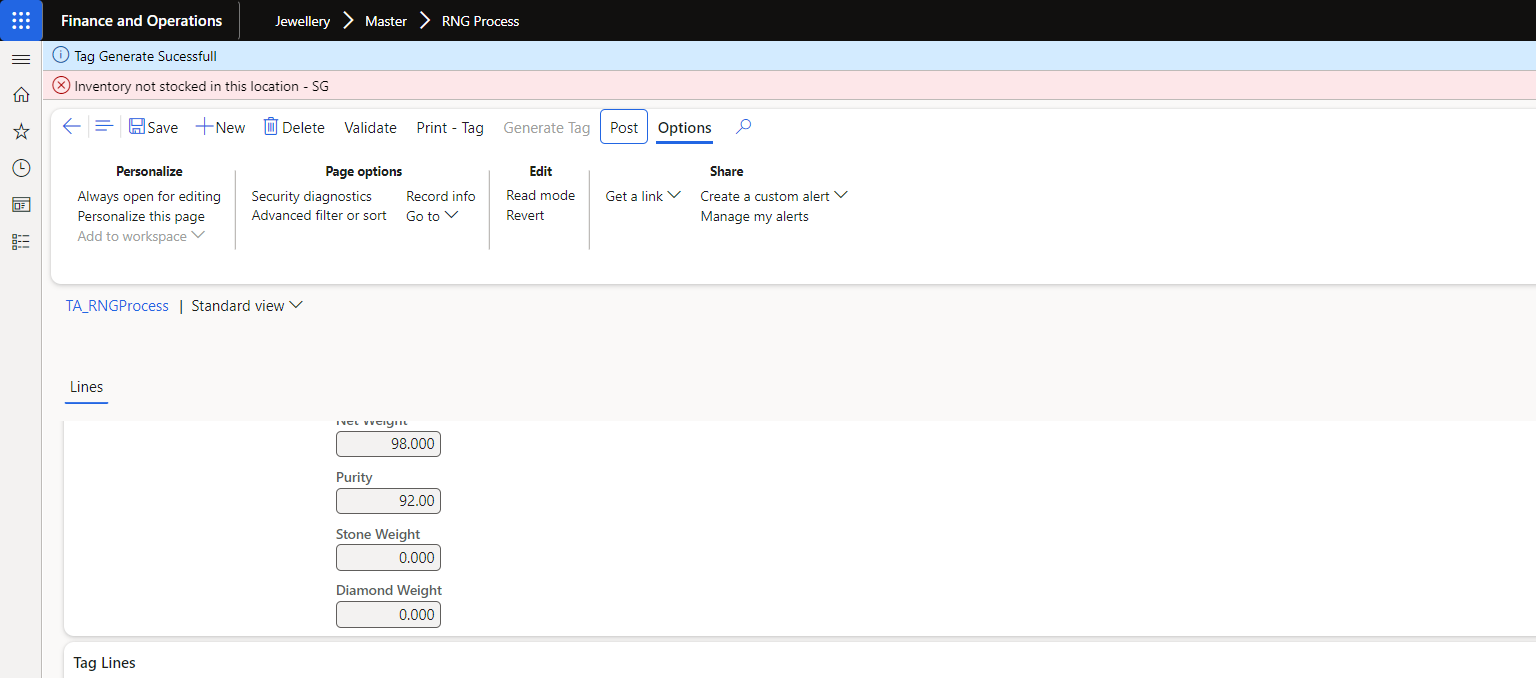 Finance and Operations Jewellery Master RNG Process
Tag Generate Sucessfull
Inventory not stocked in this location - SG
Save New Delete Validate Print - Tag Generate Tag Post Options
Personalize
Always open for editing
Personalize this page
Add to workspace
Page options
Security diagnostics
Advanced filter or sort
Record info
Go to
Edit
Read mode
Revert
Get a link
Share
Create a custom alert
Manage my alerts
TA_RNGProcess | Standard view
Lines
Net Weight
98.000
Purity
92.00
Stone Weight
0.000
Diamond Weight
0.000
Tag Lines